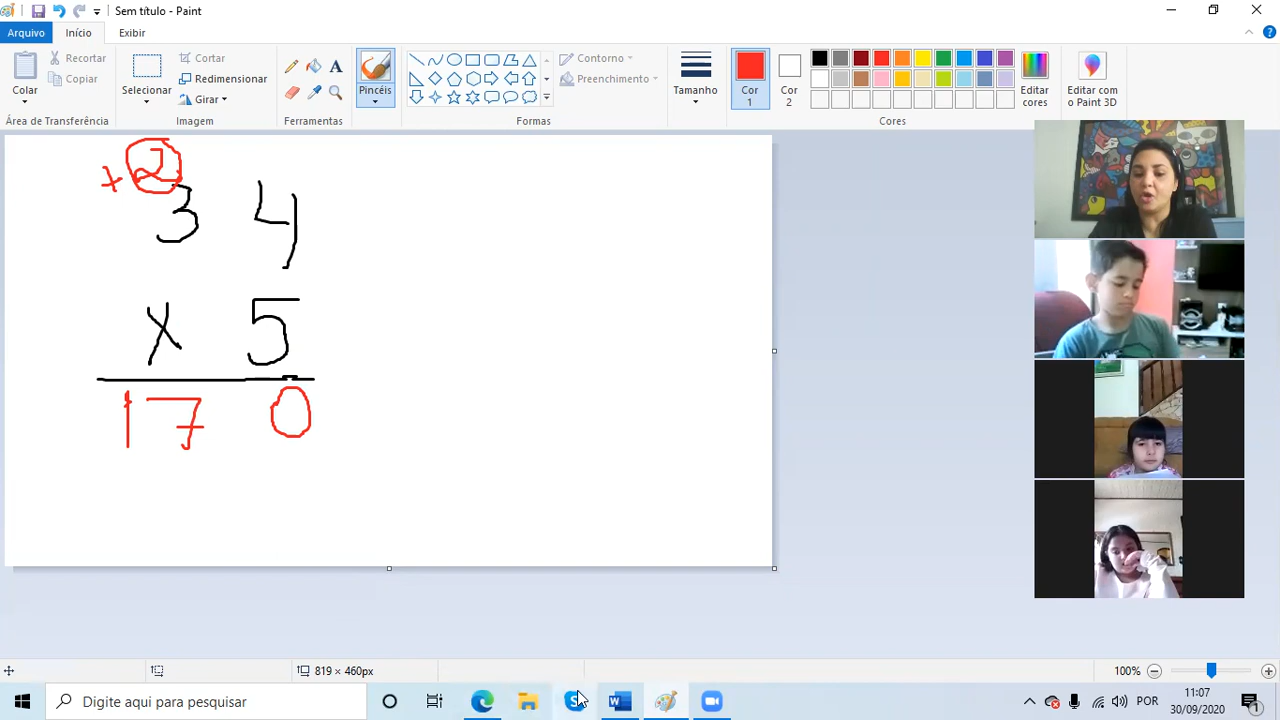 Sem título - Paint
Arquivo Início Exibir
Colar
Recortar
Copiar
Área de Transferência
Selecionar
Cortar
Redimensionar
Girar
Imagem
A
Ferramentas
Pincéis
Contorno
Preenchimento
Formas
Tamanho
Cor 1
Cor 2
Editar cores
Cores
Editar com o Paint 3D
+ 2
3 4
X 5
17 0
819 × 460px
100%
Digite aqui para pesquisar
POR
11:07
30/09/2020